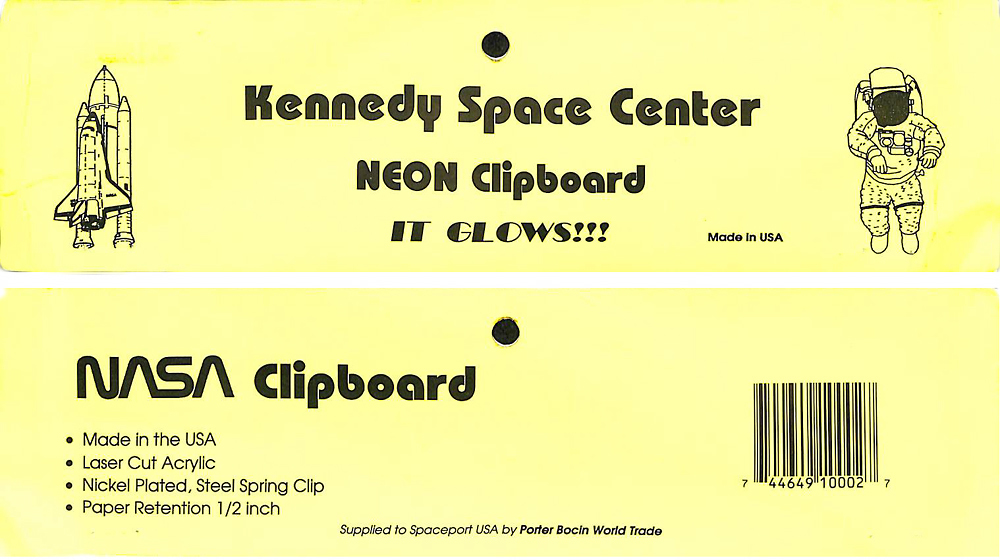 Kennedy Space Center
NEON Clipboard
IT GLOWS!!!
Made in USA
NASA Clipboard
• Made in the USA
• Laser Cut Acrylic
• Nickel Plated, Steel Spring Clip
• Paper Retention 1/2 inch
7 44649 10002 7
Supplied to Spaceport USA by Porter Bocin World Trade